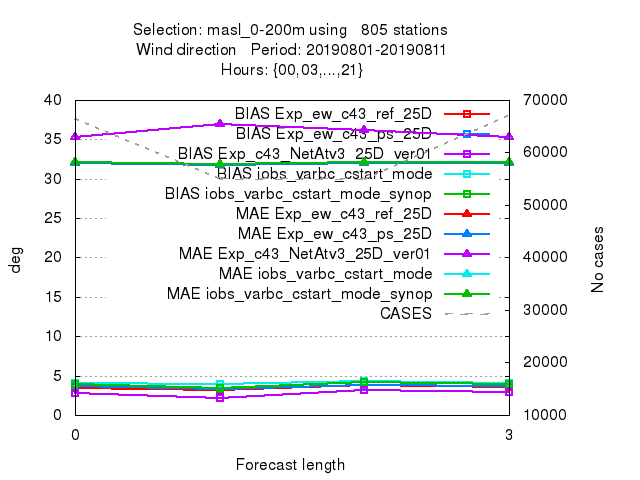 Selection: masl_0-200m using   805 stations
Wind direction   Period: 20190801-20190811
Hours: {00,03,...,21}
40
35
30
25
20
15
10
5
0
deg
BIAS Exp_ew_c43_ref_25D
BIAS Exp_ew_c43_ps_25D
BIAS Exp_c43_NetAtv3_25D_ver01
BIAS iobs_varbc_cstart_mode
BIAS iobs_varbc_cstart_mode_synop
MAE Exp_ew_c43_ref_25D
MAE Exp_ew_c43_ps_25D
MAE Exp_c43_NetAtv3_25D_ver01
MAE iobs_varbc_cstart_mode
MAE iobs_varbc_cstart_mode_synop
CASES
70000
60000
50000
40000
30000
20000
10000
No cases
0 3
Forecast length